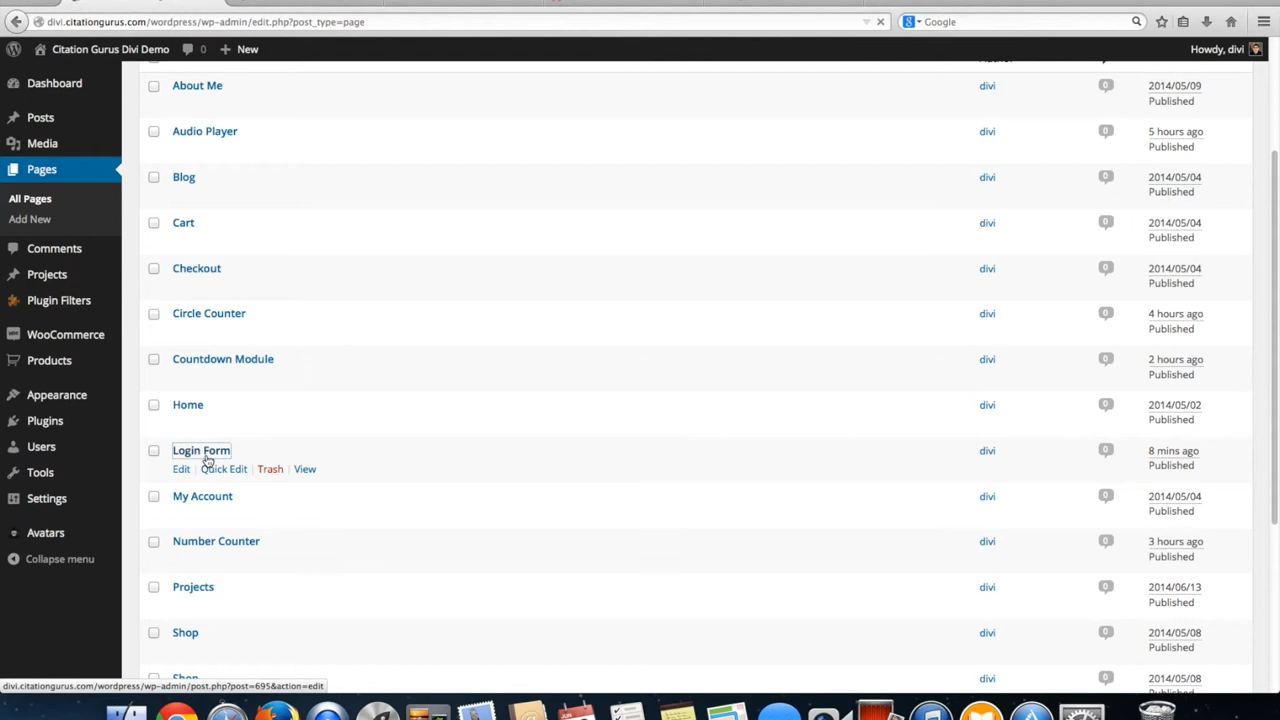 divi.citationgurus.com/wordpress/wp-admin/edit.php?post_type=page
Google
Citation Gurus Divi Demo 0 New
Howdy, divi
Dashboard
Posts
Media
Pages
All Pages
Add New
Comments
Projects
Plugin Filters
WooCommerce
Products
Appearance
Plugins
Users
Tools
Settings
Avatars
Collapse menu
About Me divi 0 2014/05/09
Published
Audio Player divi 0 5 hours ago
Published
Blog divi 0 2014/05/04
Published
Cart divi 0 2014/05/04
Published
Checkout divi 0 2014/05/04
Published
Circle Counter divi 0 4 hours ago
Published
Countdown Module divi 0 2 hours ago
Published
Home divi 0 2014/05/02
Published
Login Form divi 0 8 mins ago
Edit | Quick Edit | Trash | View Published
My Account divi 0 2014/05/04
Published
Number Counter divi 0 3 hours ago
Published
Projects divi 0 2014/06/13
Published
Shop divi 0 2014/05/08
Published
Shop divi 0 2014/05/08
divi.citationgurus.com/wordpress/wp-admin/post.php?post=695&action=edit